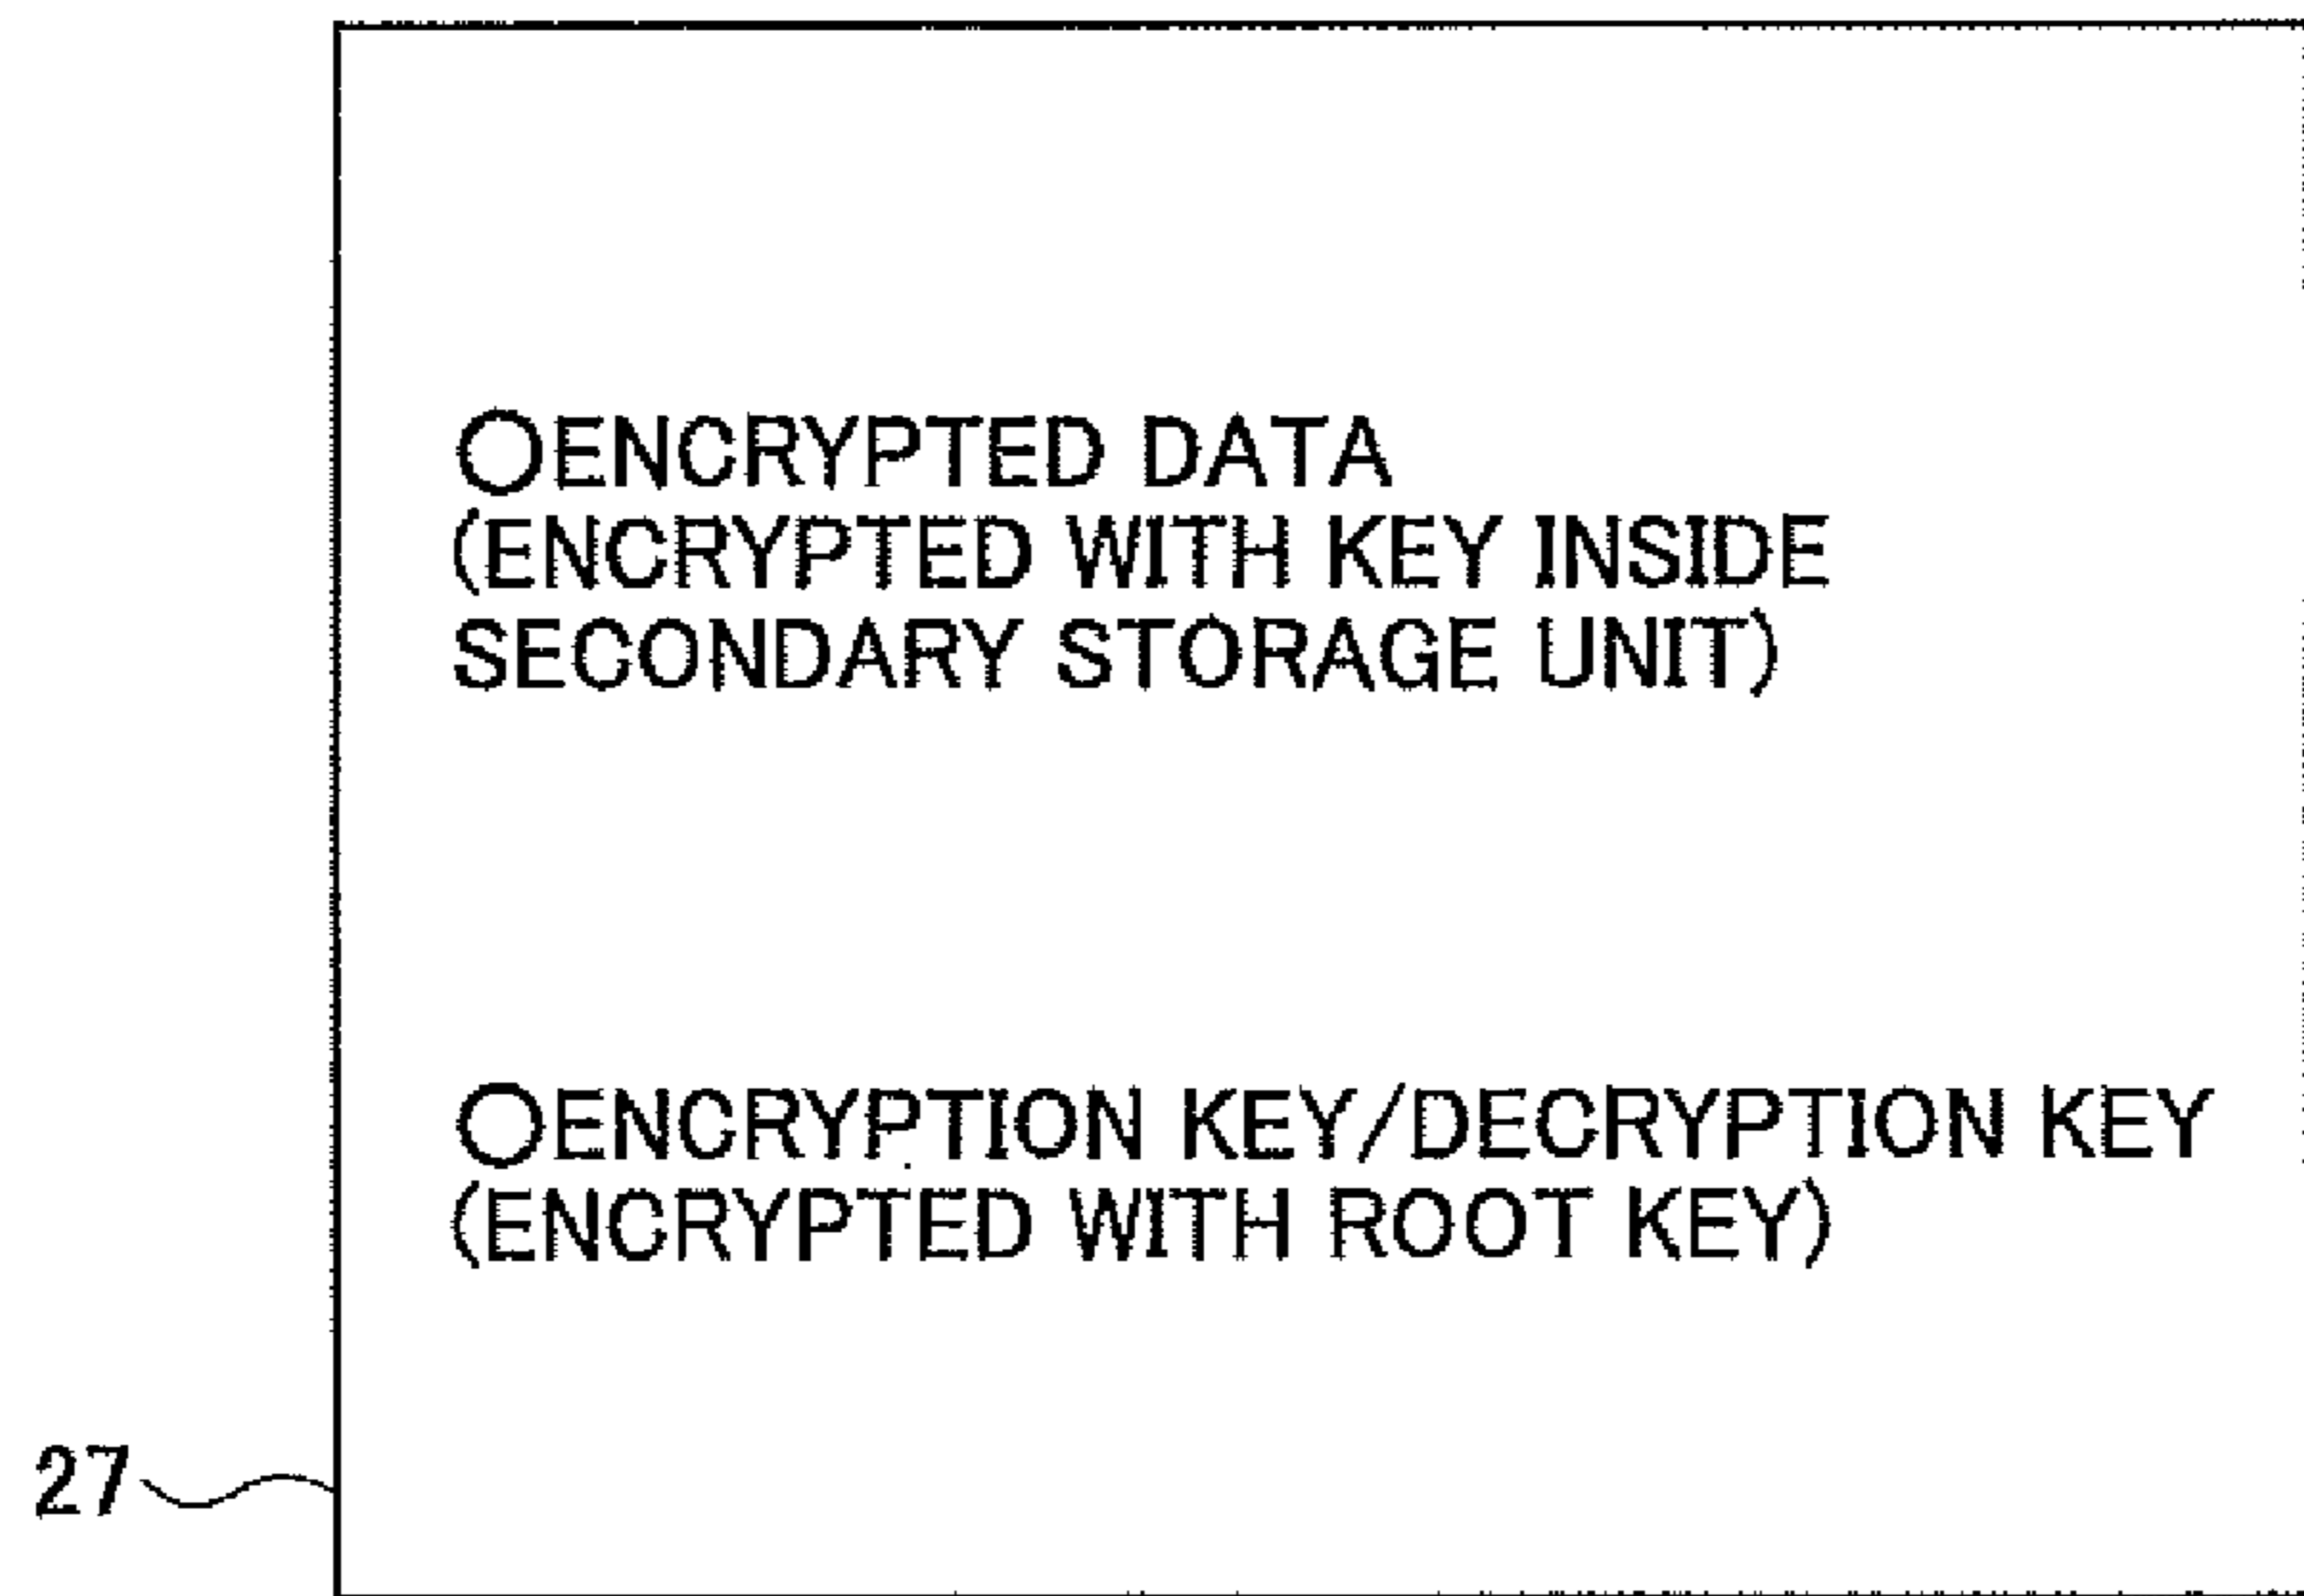 ○ENCRYPTED DATA
(ENCRYPTED WITH KEY INSIDE
SECONDARY STORAGE UNIT)
○ENCRYPTION KEY/DECRYPTION KEY
(ENCRYPTED WITH ROOT KEY)
27